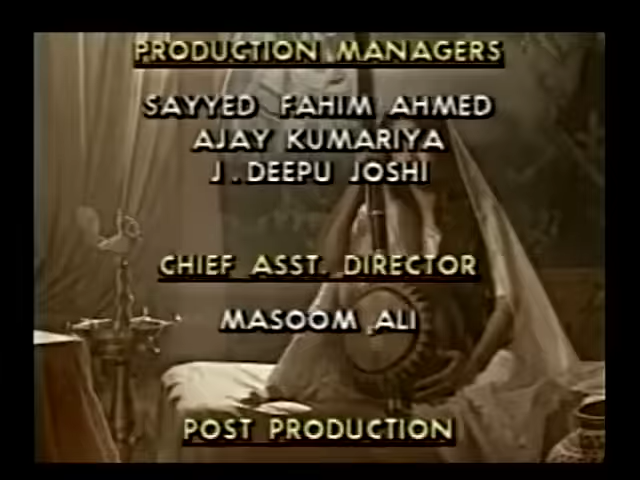 PRODUCTION MANAGERS
SAYYED FAHIM AHMED
AJAY KUMARIYA
J. DEEPU JOSHI
CHIEF ASST. DIRECTOR
MASOOM ALI
POST PRODUCTION